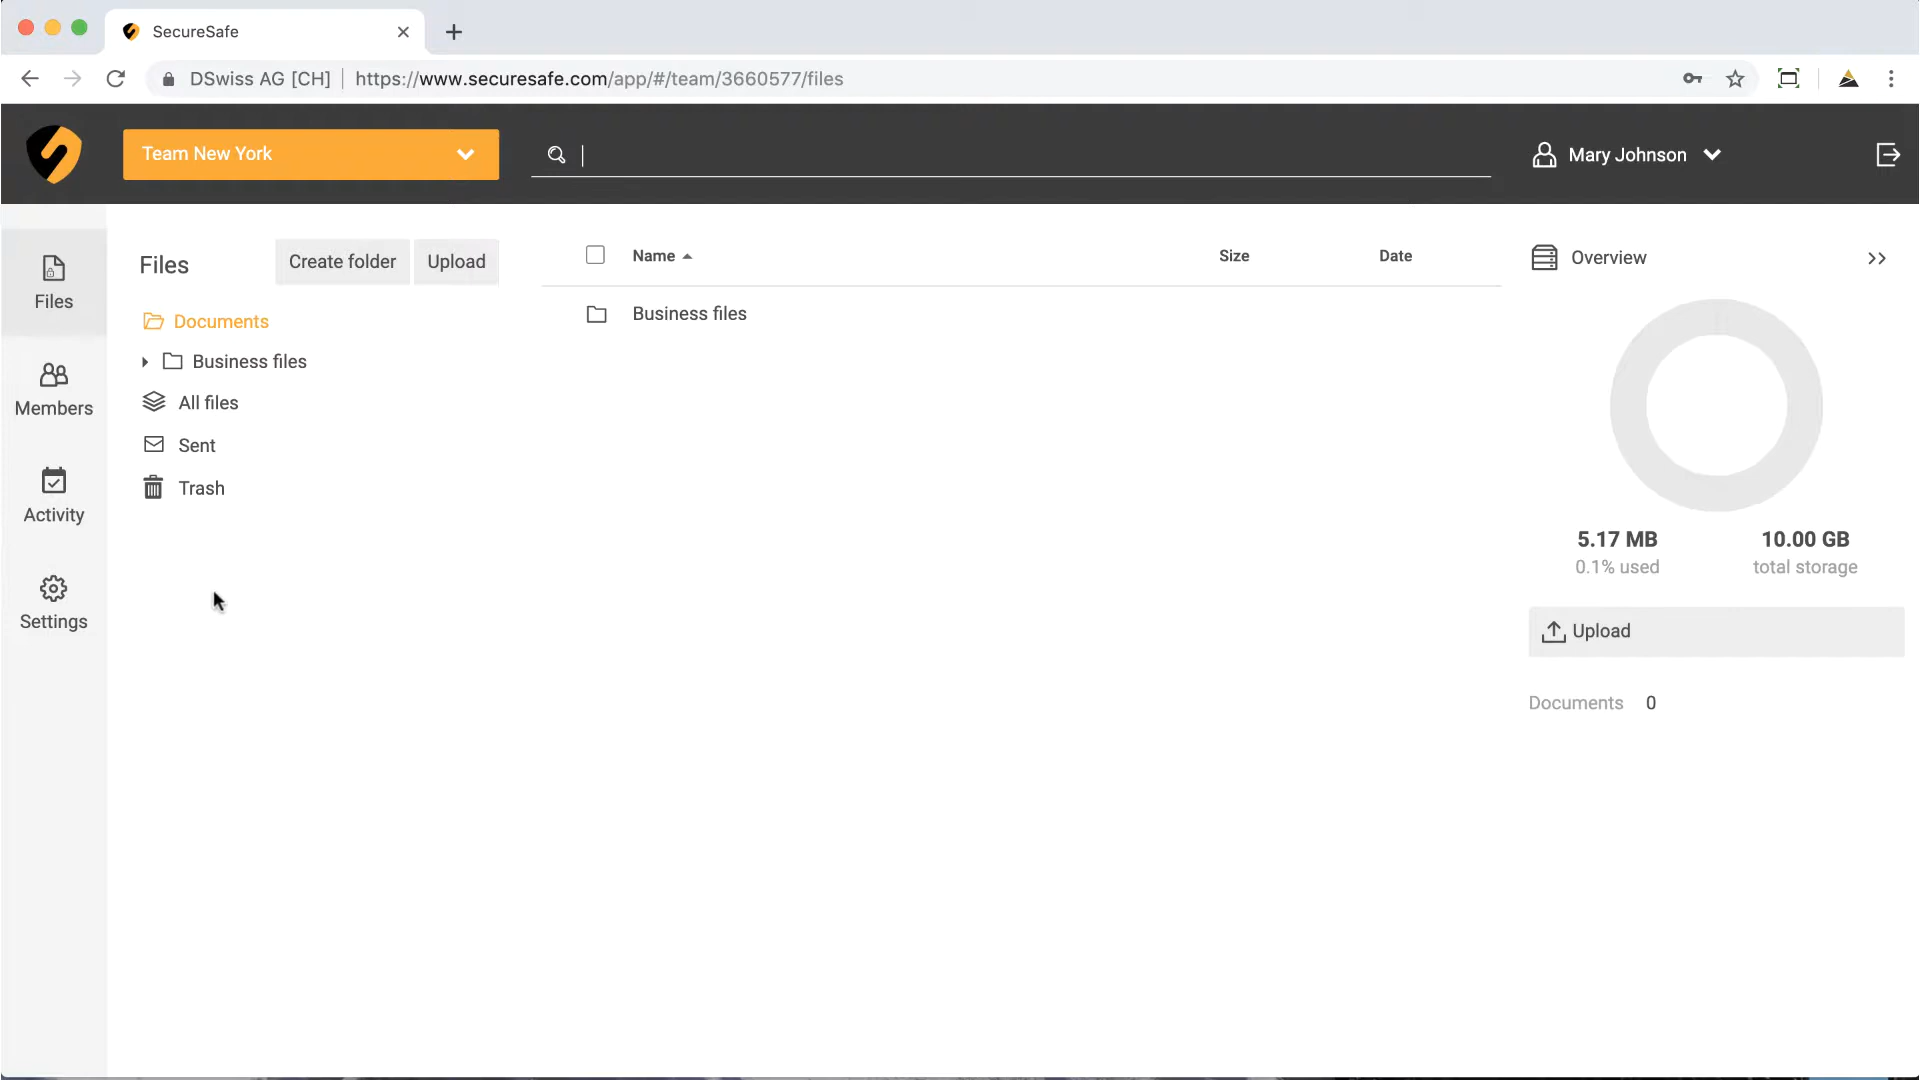 SecureSafe
DSwiss AG [CH] https://www.securesafe.com/app/#/team/3660577/files
Team New York
Mary Johnson
Files
Members
Activity
Settings
Files
Create folder
Upload
Documents
Business files
All files
Sent
Trash
Name
Size
Date
Business files
Overview
5.17 MB
0.1% used
10.00 GB
total storage
Upload
Documents 0